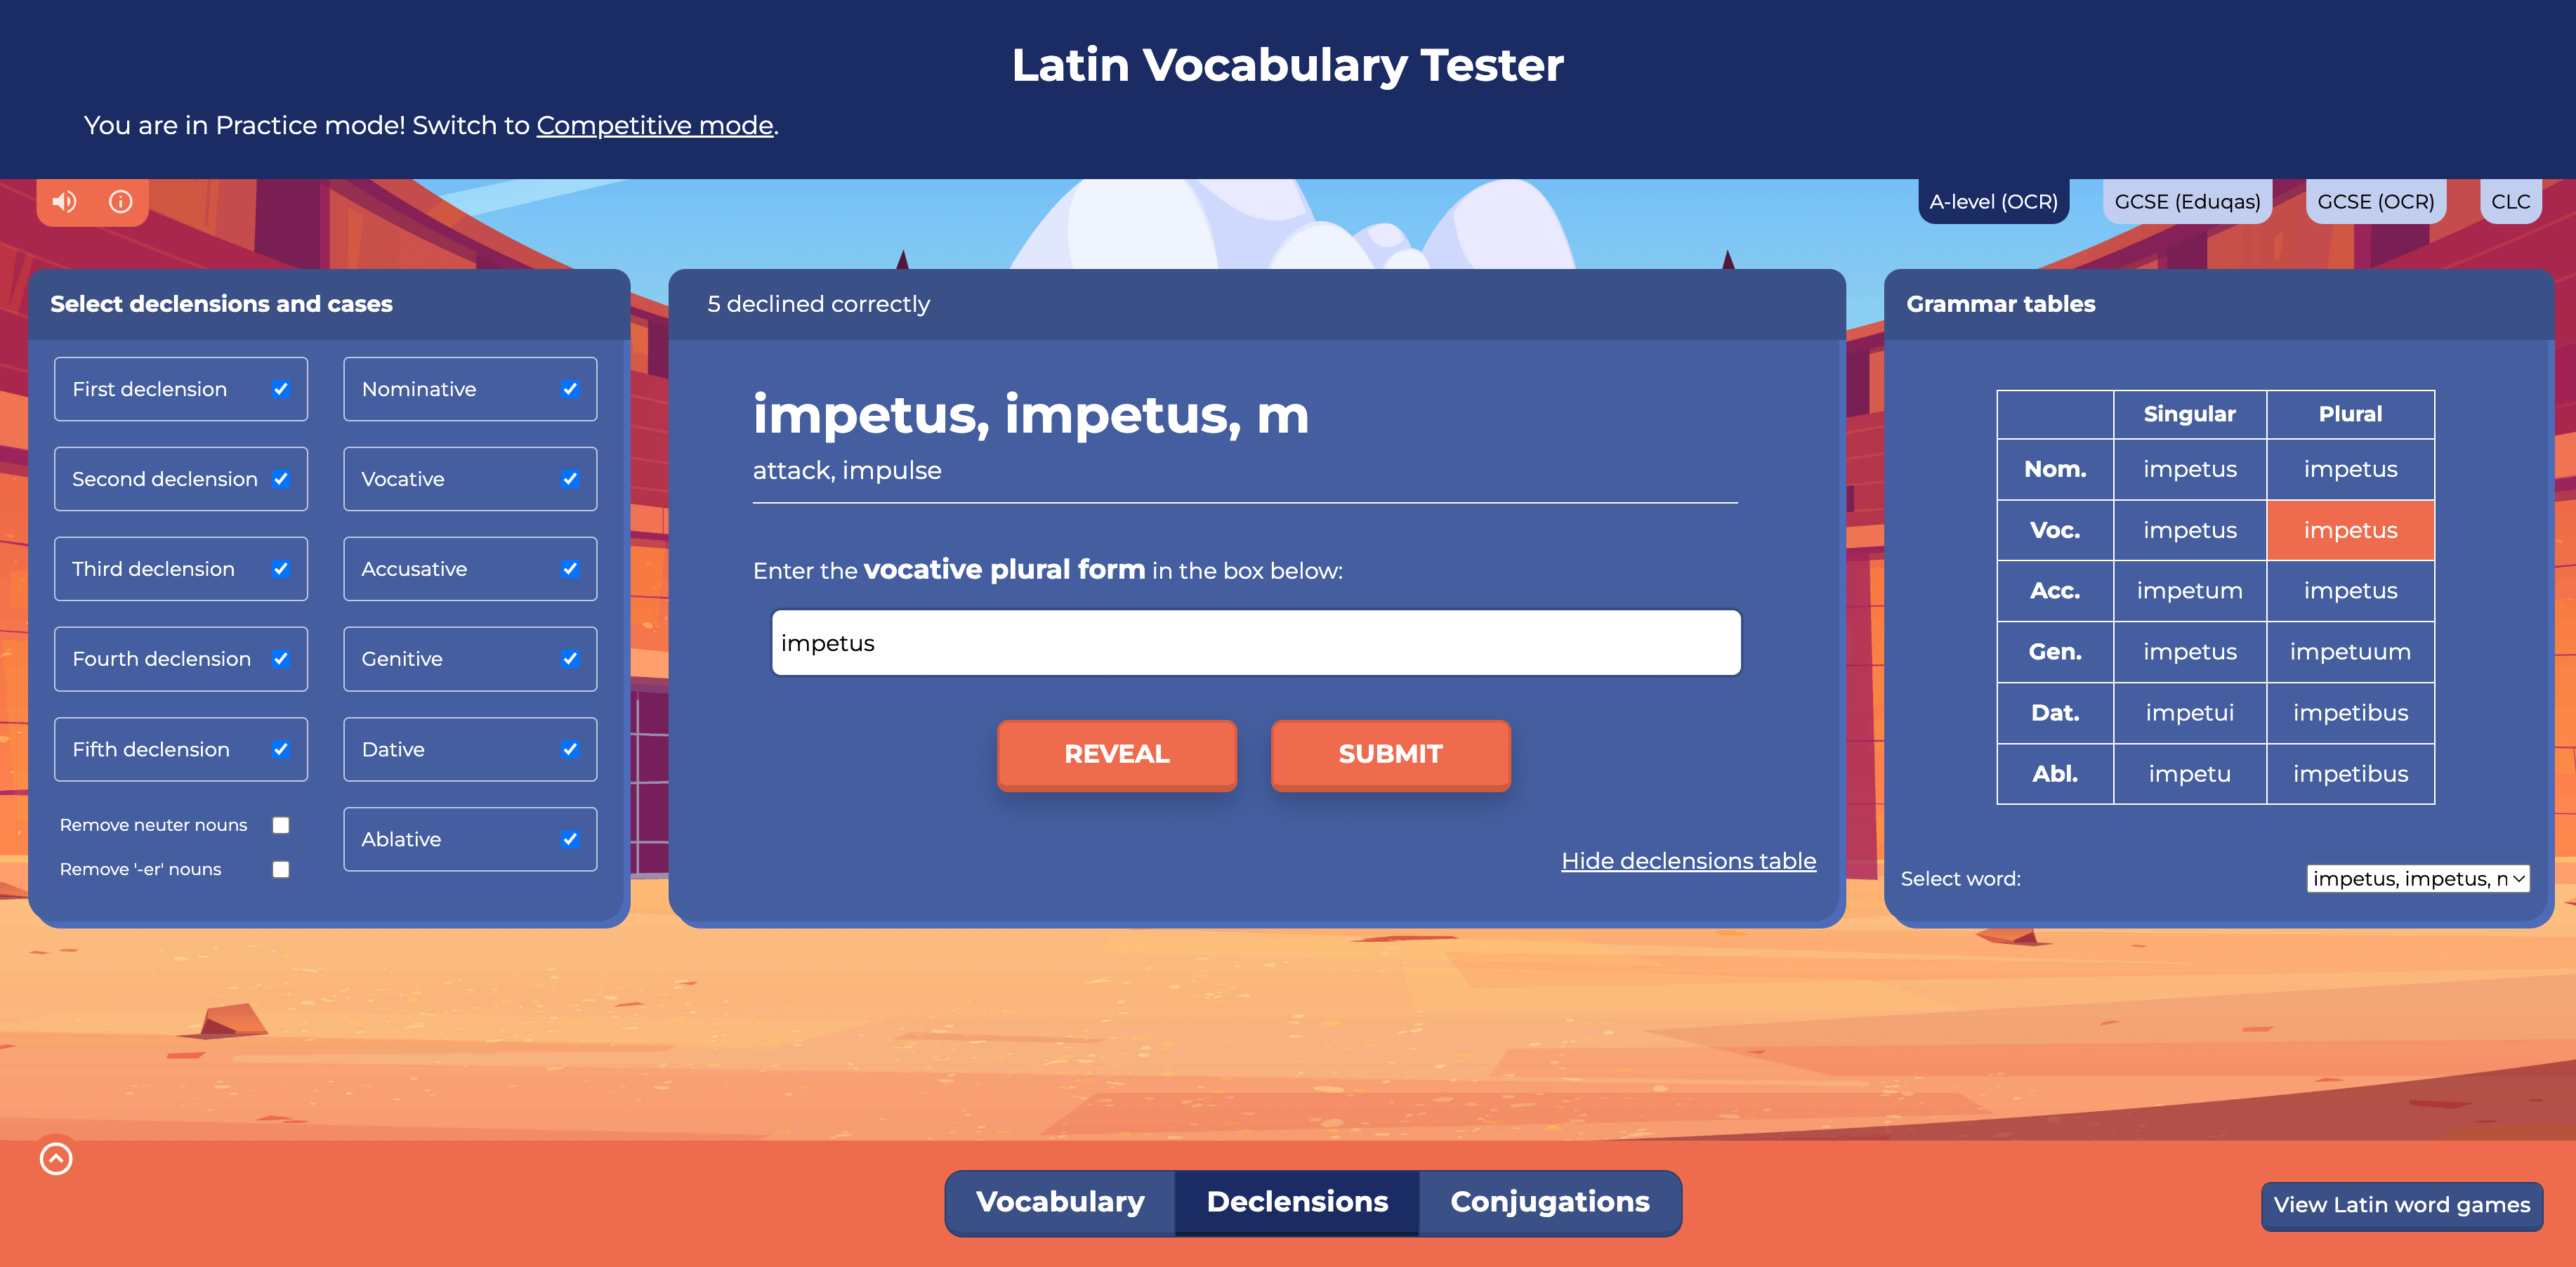 Latin Vocabulary Tester
You are in Practice mode! Switch to Competitive mode.
A-level (OCR) GCSE (Eduqas) GCSE (OCR) CLC
Select declensions and cases
First declension Nominative
Second declension Vocative
Third declension Accusative
Fourth declension Genitive
Fifth declension Dative
Remove neuter nouns Ablative
Remove '-er' nouns
5 declined correctly
impetus, impetus, m
attack, impulse
Enter the vocative plural form in the box below:
impetus
REVEAL SUBMIT
Hide declensions table
Grammar tables
Singular Plural
Nom. impetus impetus
Voc. impetus impetus
Acc. impetum impetus
Gen. impetus impetuum
Dat. impetui impetibus
Abl. impetu impetibus
Select word: impetus, impetus, n
Vocabulary Declensions Conjugations
View Latin word games